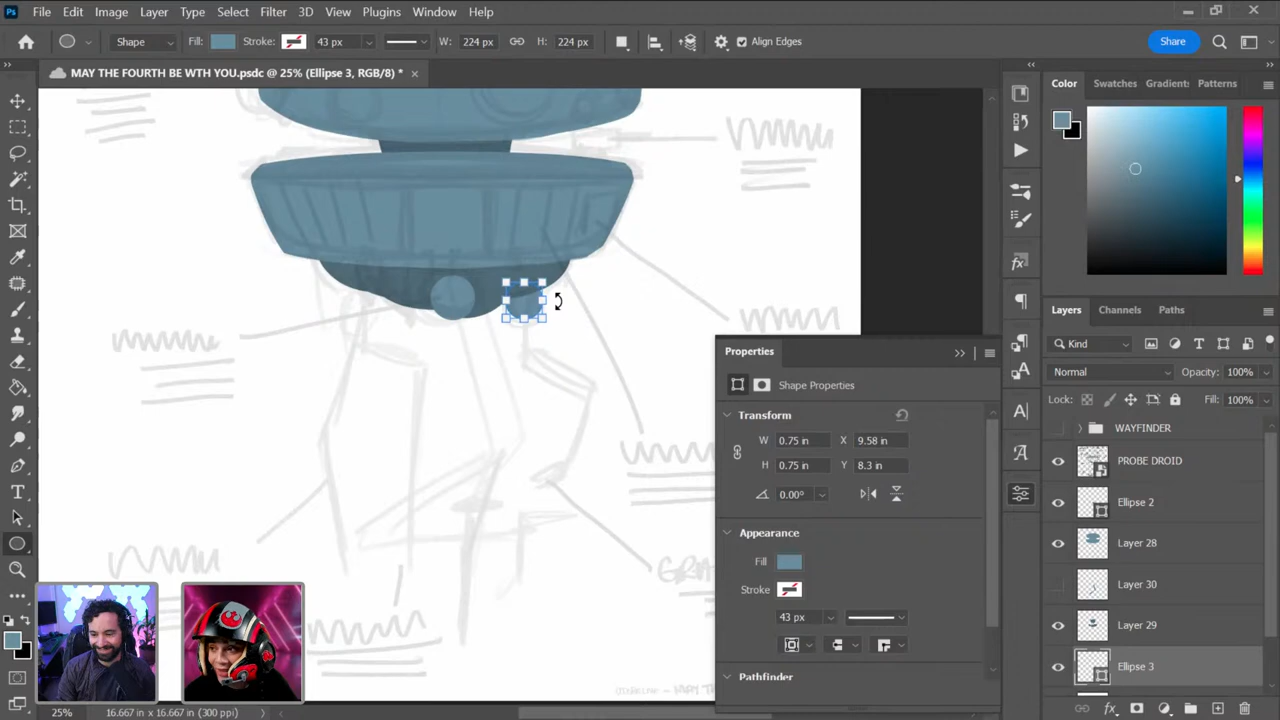 Ps File Edit Image Layer Type Select Filter 3D View Plugins Window Help
Shape Fill: Stroke: 43 px W: 224 px H: 224 px Align Edges Share
MAY THE FOURTH BE WTH YOU.psdc @ 25% (Ellipse 3, RGB/8) *
Color Swatches Gradient: Patterns
Properties
Shape Properties
Transform
W 0.75 in X 9.58 in
H 0.75 in Y 8.3 in
0.00°
Appearance
Fill
Stroke
43 px
Pathfinder
Layers Channels Paths
Kind
Normal Opacity: 100%
Lock: Fill: 100%
WAYFINDER
PROBE DROID
Ellipse 2
Layer 28
Layer 30
Layer 29
Ellipse 3
25% 16.667 in x 16.667 in (300 ppi)